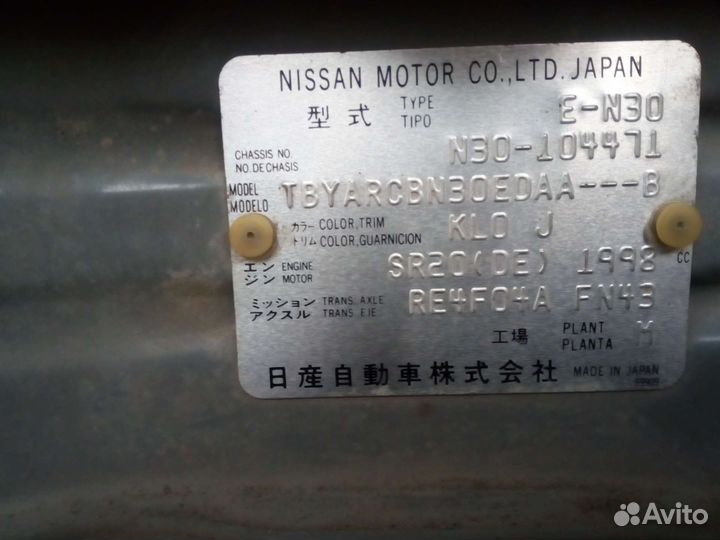 NISSAN MOTOR CO.,LTD. JAPAN
型式 TYPE TIPO E-N30
CHASSIS NO. NO. DE CHASIS N30-104471
MODEL MODELO TBYARCBN30EDAA---B
カラー COLOR, TRIM トリム COLOR, GUARNICION KL0 J
エンジン ENGINE MOTOR SR20(DE) 1998 CC
ミッション TRANS. AXLE アクスル TRANS. EJE RE4F04A FN43
工場 PLANT PLANTA M
日産自動車株式会社 MADE IN JAPAN
Avito